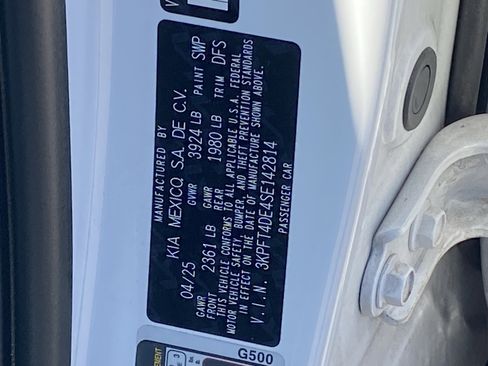 MANUFACTURED BY
KIA MEXICO, S.A. DE C.V.
04/25 GVWR 3924 LB PAINT SWP
GAWR FRONT 2361 LB GAWR REAR 1980 LB TRIM DFS
THIS VEHICLE CONFORMS TO ALL APPLICABLE U.S.A. FEDERAL
MOTOR VEHICLE SAFETY, BUMPER, AND THEFT PREVENTION STANDARDS
IN EFFECT ON THE DATE OF MANUFACTURE SHOWN ABOVE.
V.I.N. 3KPFT4DE4SE142814
PASSENGER CAR
G500